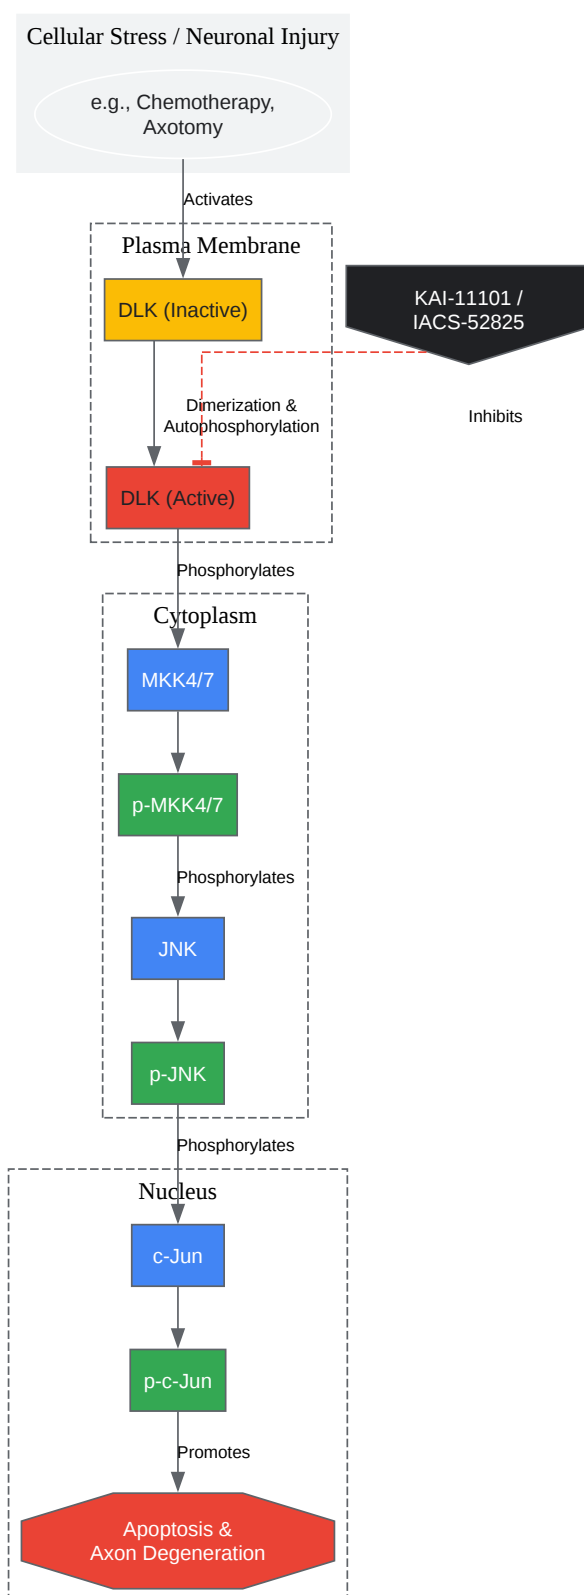 Cellular Stress / Neuronal Injury
e.g., Chemotherapy,
Axotomy
Activates
Plasma Membrane
DLK (Inactive)
KAI-11101 /
IACS-52825
Dimerization &
Autophosphorylation
Inhibits
DLK (Active)
Phosphorylates
Cytoplasm
MKK4/7
p-MKK4/7
Phosphorylates
JNK
p-JNK
Phosphorylates
Nucleus
c-Jun
p-c-Jun
Promotes
Apoptosis &
Axon Degeneration